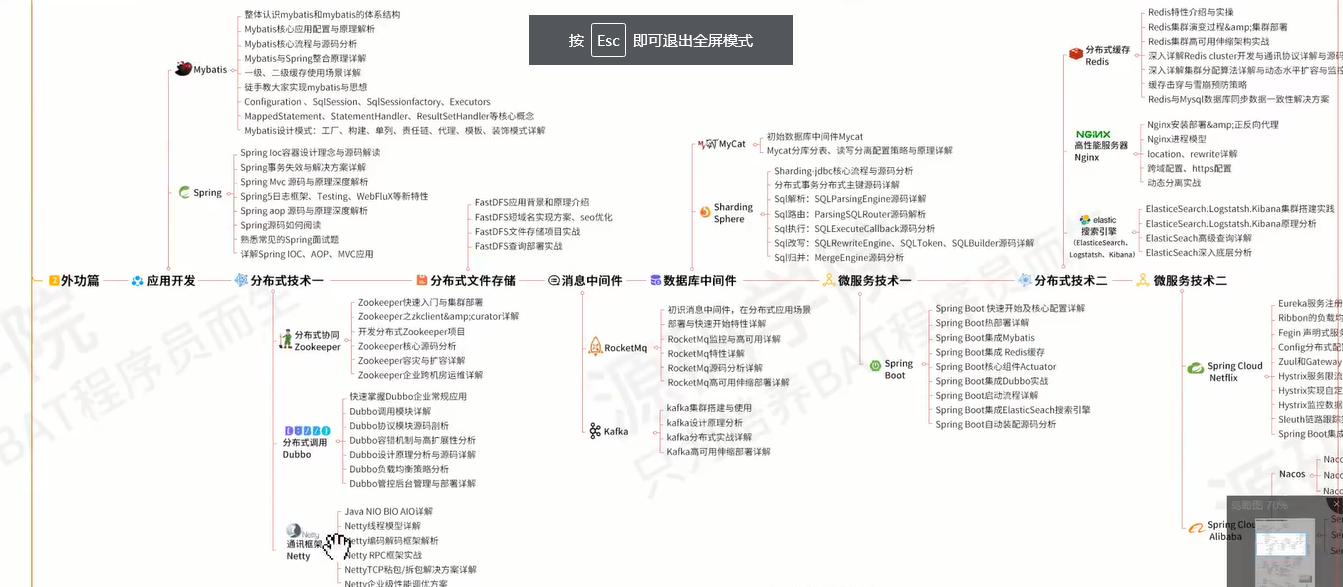 按 Esc 即可退出全屏模式
Mybatis
整体认识mybatis和mybatis的体系结构
Mybatis核心应用配置与原理解析
Mybatis核心流程与源码分析
Mybatis与Spring整合原理详解
一级、二级缓存使用场景详解
徒手教大家实现mybatis与思想
Configuration 、SqlSession、SqlSessionfactory、Executors
MappedStatement、StatementHandler、ResultSetHandler等核心概念
Mybatis设计模式：工厂、构建、单列、责任链、代理、模板、装饰模式详解
Spring
Spring Ioc容器设计理念与源码解读
Spring事务失效与解决方案详解
Spring Mvc 源码与原理深度解析
Spring5日志框架、Testing、WebFluX等新特性
Spring aop 源码与原理深度解析
Spring源码如何阅读
熟悉常见的Spring面试题
详解Spring IOC、AOP、MVC应用
FastDFS应用背景和原理介绍
FastDFS短域名实现方案、seo优化
FastDFS文件存储项目实战
FastDFS查询部署实战
MyCat
初始数据库中间件Mycat
Mycat分库分表、读写分离配置策略与原理详解
Sharding
Sphere
Sharding-jdbc核心流程与源码分析
分布式事务分布式主键源码详解
Sql解析：SQLParsingEngine源码详解
Sql路由：ParsingSQLRouter源码解析
Sql执行：SQLExecuteCallback源码分析
Sql改写：SQLRewriteEngine、SQLToken、SQLBuilder源码详解
Sql归并：MergeEngine源码分析
分布式缓存
Redis
Redis特性介绍与实操
Redis集群演变过程&amp;集群部署
Redis集群高可用伸缩架构实战
深入详解Redis cluster开发与通讯协议详解与源码
深入详解集群分配算法详解与动态水平扩容与监控
缓存击穿与雪崩预防策略
Redis与Mysql数据库同步数据一致性解决方案
NGINX
高性能服务器
Nginx
Nginx安装部署&amp;正反向代理
Nginx进程模型
location、rewrite详解
跨域配置、https配置
动态分离实战
elastic
搜索引擎
（ElasticSearch、
Logstatsh、Kibana）
ElasticeSearch.Logstatsh.Kibana集群搭建实践
ElasticeSearch.Logstatsh.Kibana原理分析
ElasticSeach高级查询详解
ElasticSeach深入底层分析
2 外功篇
应用开发
分布式技术一
分布式文件存储
消息中间件
数据库中间件
微服务技术一
分布式技术二
微服务技术二
分布式协同
Zookeeper
Zookeeper快速入门与集群部署
Zookeeper之zkclient&amp;curator详解
开发分布式Zookeeper项目
Zookeeper核心源码分析
Zookeeper容灾与扩容详解
Zookeeper企业跨机房运维详解
DUBBO
分布式调用
Dubbo
快速掌握Dubbo企业常规应用
Dubbo调用模块详解
Dubbo协议模块源码剖析
Dubbo容错机制与高扩展性分析
Dubbo设计原理分析与源码详解
Dubbo负载均衡策略分析
Dubbo管控后台管理与部署详解
Netty
通讯框架
Netty
Java NIO BIO AIO详解
Netty线程模型详解
Netty编码解码框架解析
Netty RPC框架实战
NettyTCP粘包/拆包解决方案详解
Netty企业级性能调优方案
RocketMq
初识消息中间件，在分布式应用场景
部署与快速开始特性详解
RocketMq监控与高可用详解
RocketMq特性详解
RocketMq源码分析详解
RocketMq高可用伸缩部署详解
Kafka
kafka集群搭建与使用
kafka设计原理分析
kafka分布式实战详解
Kafka高可用伸缩部署详解
Spring
Boot
Spring Boot 快速开始及核心配置详解
Spring Boot热部署详解
Spring Boot集成Mybatis
Spring Boot集成 Redis缓存
Spring Boot核心组件Actuator
Spring Boot集成Dubbo实战
Spring Boot启动流程详解
Spring Boot集成ElasticSeach搜索引擎
Spring Boot自动装配源码分析
Spring Cloud
Netflix
Eureka服务注册
Ribbon的负载均
Fegin 声明式服务
Config分布式配
Zuul和Gateway
Hystrix服务限流
Hystrix实现自定
Hystrix监控数据
Sleuth链路跟踪
Spring Boot集成
Nacos
Naco
Naco
Naco
Spring Clou
Alibaba
鸟瞰图 70%
Sen
Sen
Sen